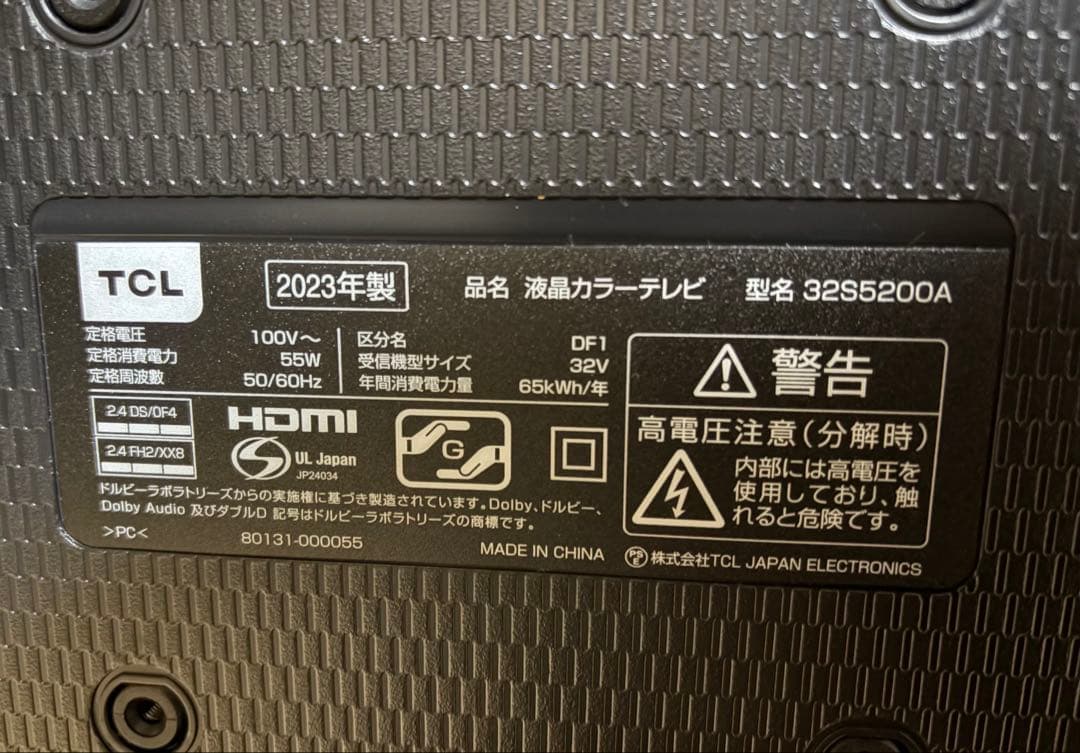 TCL
2023年製
品名 液晶カラーテレビ 型名 32S5200A
定格電圧 100V～
定格消費電力 55W
定格周波数 50/60Hz
区分名 DF1
受信機型サイズ 32V
年間消費電力量 65kWh/年
2.4 DS/OF4
2.4 FH2/XX8
HDMI
UL Japan
JP24034
G
ドルビーラボラトリーズからの実施権に基づき製造されています。Dolby、ドルビー、
Dolby Audio 及びダブルD 記号はドルビーラボラトリーズの商標です。
>PC<
80131-000055
MADE IN CHINA
警告
高電圧注意(分解時)
内部には高電圧を
使用しており、触
れると危険です。
PS
E
株式会社TCL JAPAN ELECTRONICS